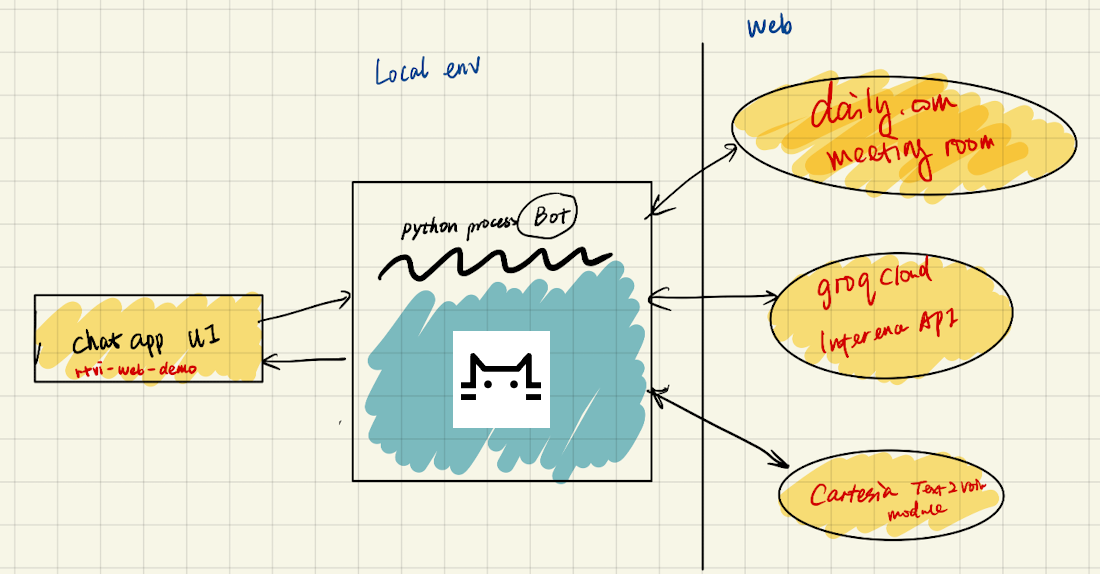 Web
Local env
daily.com
meeting room
python process Bot
groq Cloud
Inference API
chat app UI
rtvi-web-demo
Cartesia Text2voice
module